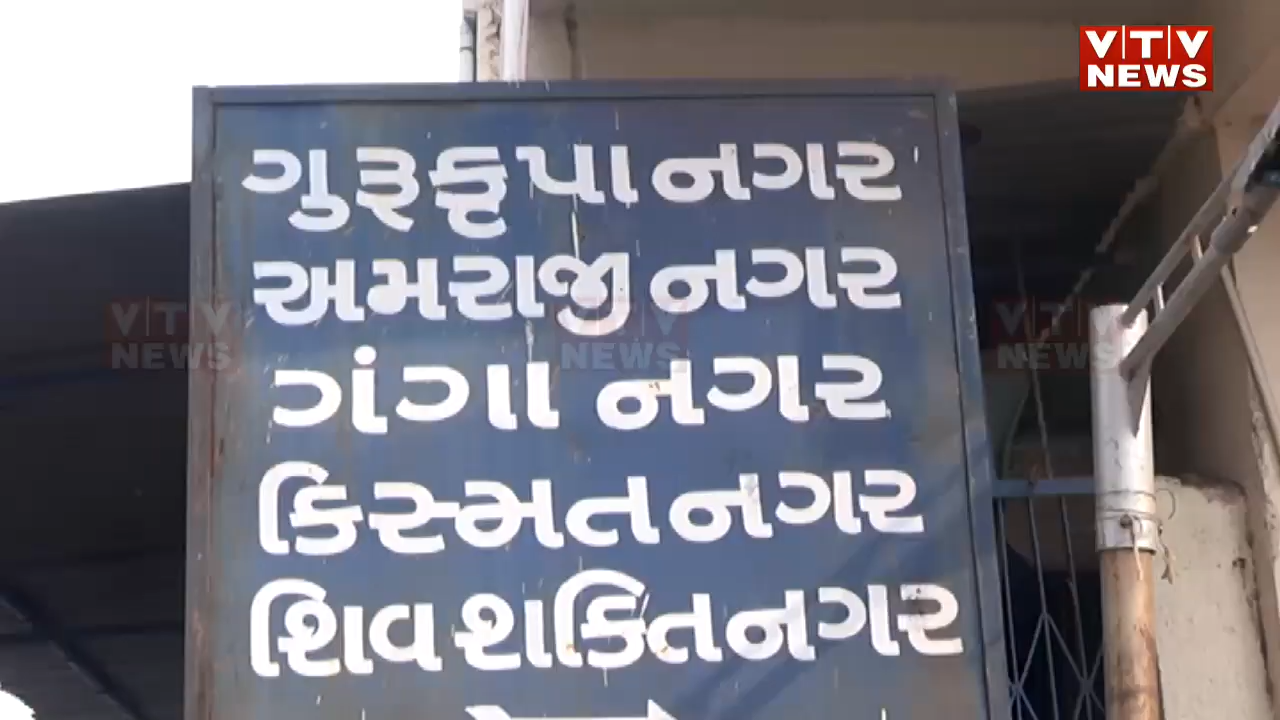 VTV
NEWS
ગુરૂકૃપા નગર
અમરાજી નગર
ગંગા નગર
કિસ્મત નગર
શિવ શકિત નગર